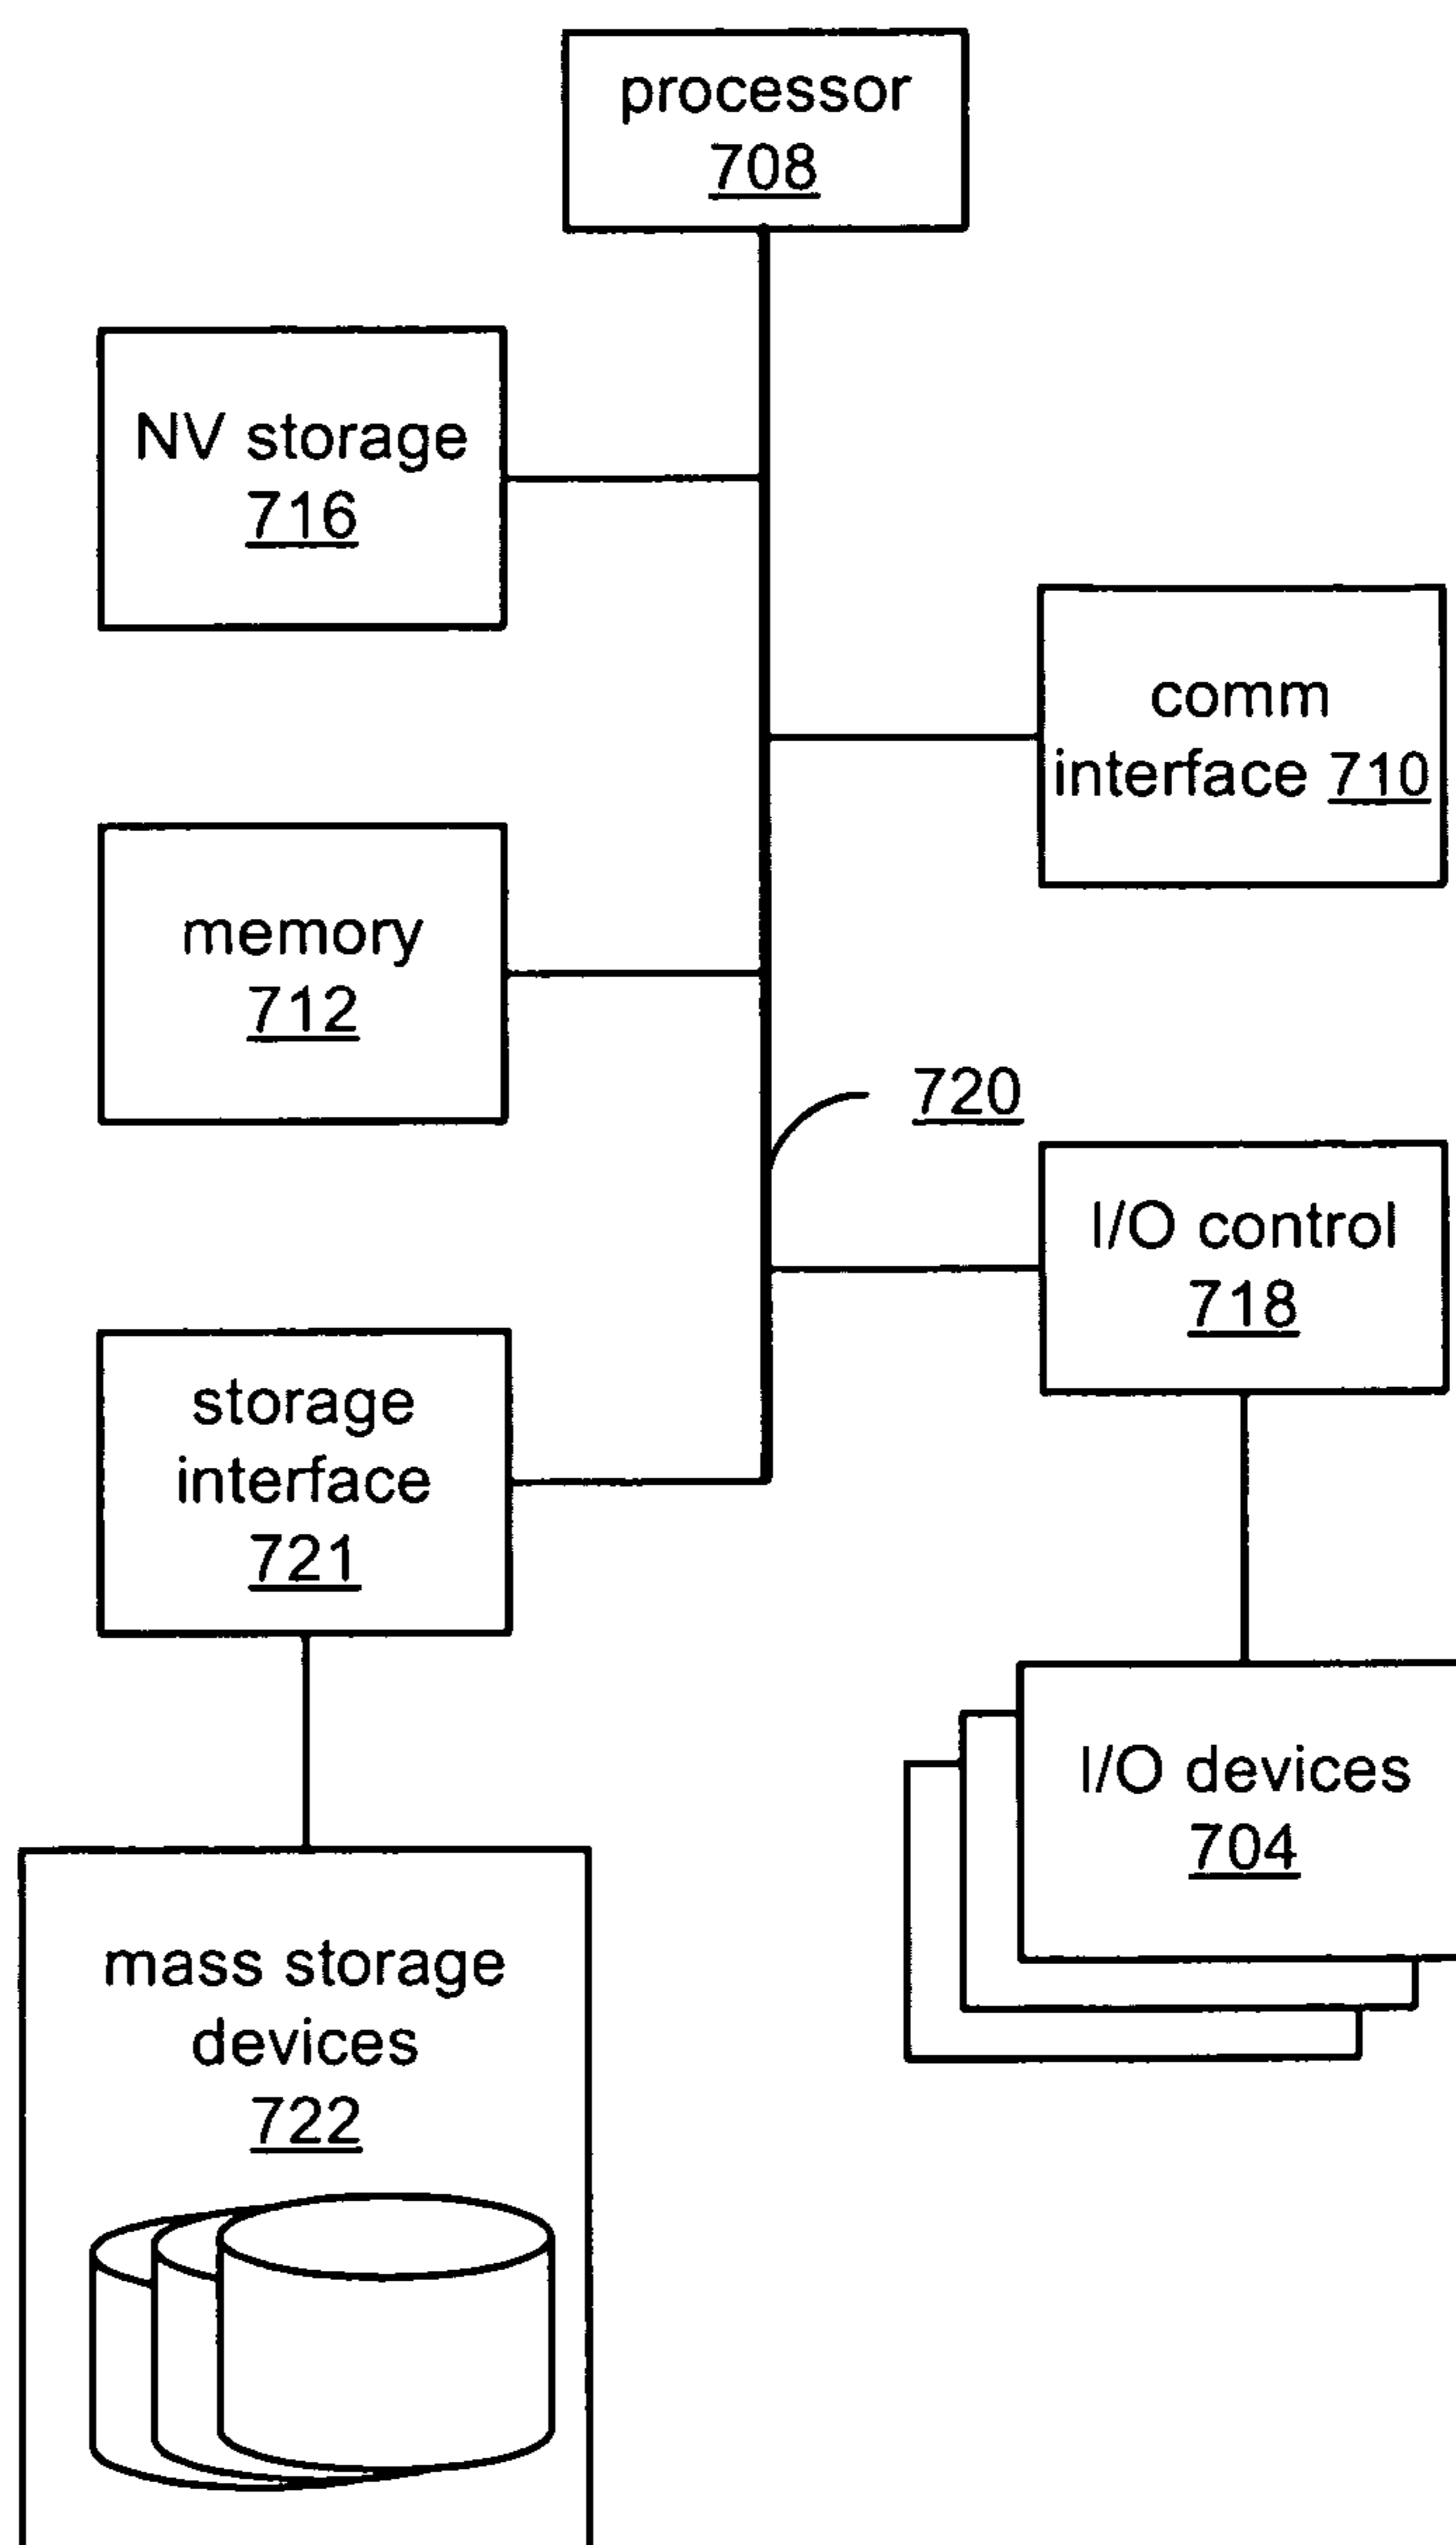 processor
708
NV storage
716
comm
interface 710
memory
712
720
I/O control
718
storage
interface
721
I/O devices
704
mass storage
devices
722